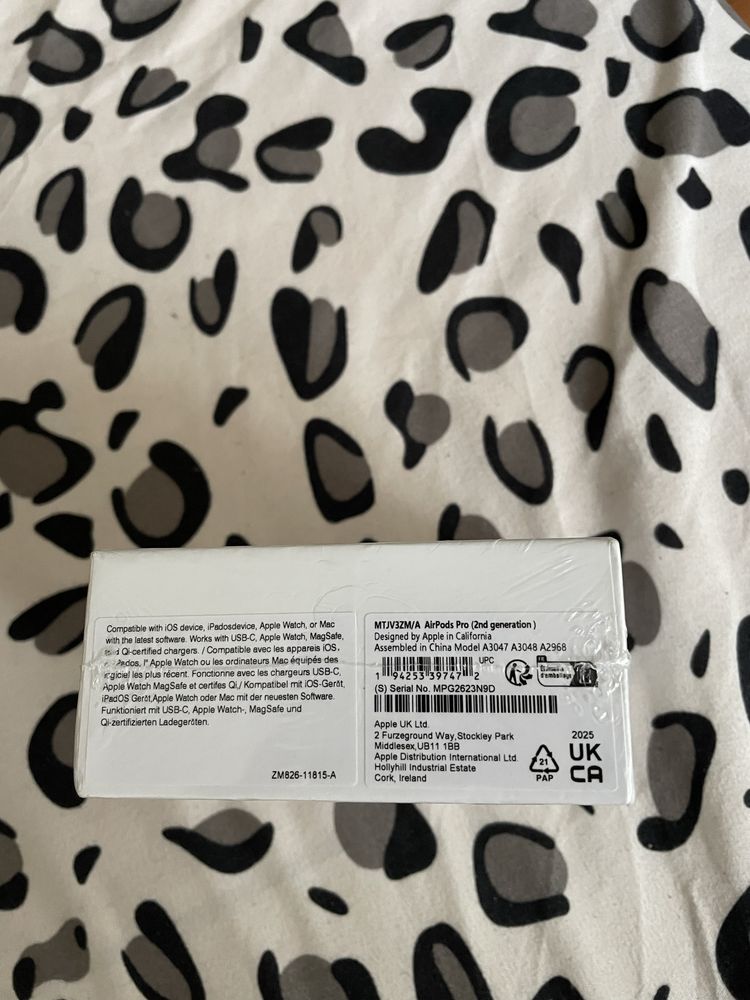 Compatible with iOS device, iPadosdevice, Apple Watch, or Mac
with the latest software. Works with USB-C, Apple Watch, MagSafe,
Qi-certified chargers. / Compatible avec les appareils iOS,
l' Apple Watch ou les ordinateurs Mac équipés des
le plus récent. Fonctionne avec les chargeurs USB-C,
Apple Watch MagSafe et certifes Qi./ Kompatibel mit iOS-Gerät,
iPadOS Gerät,Apple Watch oder Mac mit der neuesten Software.
Funktioniert mit USB-C, Apple Watch-, MagSafe und
Qi-zertifizierten Ladegeräten.
ZM826-11815-A
MTJV3ZM/A AirPods Pro (2nd generation )
Designed by Apple in California
Assembled in China Model A3047 A3048 A2968
UPC
1 94253 39747 2
FR
d'emballage
(S) Serial No. MPG2623N9D
Apple UK Ltd.
2 Furzeground Way,Stockley Park
Middlesex,UB11 1BB
Apple Distribution International Ltd.
Hollyhill Industrial Estate
Cork, Ireland
21
PAP
2025
UK
CA